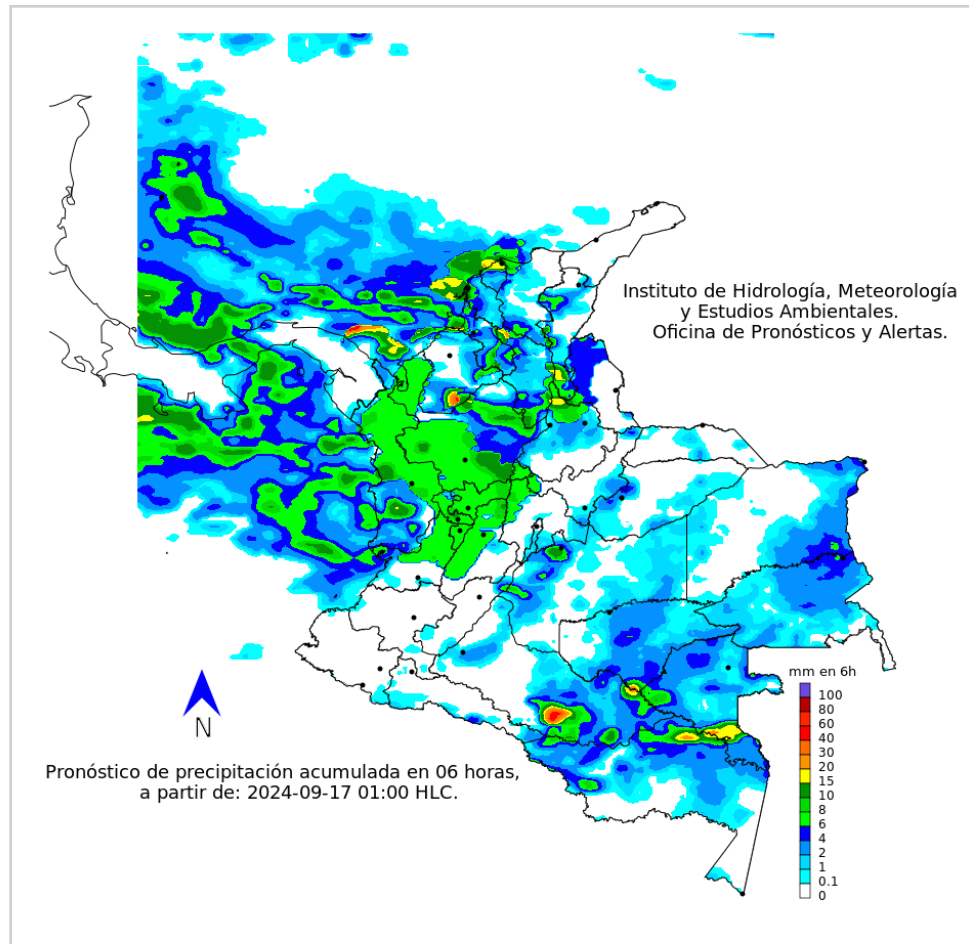 Instituto de Hidrología, Meteorología
y Estudios Ambientales.
Oficina de Pronósticos y Alertas.
mm en 6h
100
80
60
40
30
20
15
10
8
6
4
2
1
0.1
0
N
Pronóstico de precipitación acumulada en 06 horas,
a partir de: 2024-09-17 01:00 HLC.